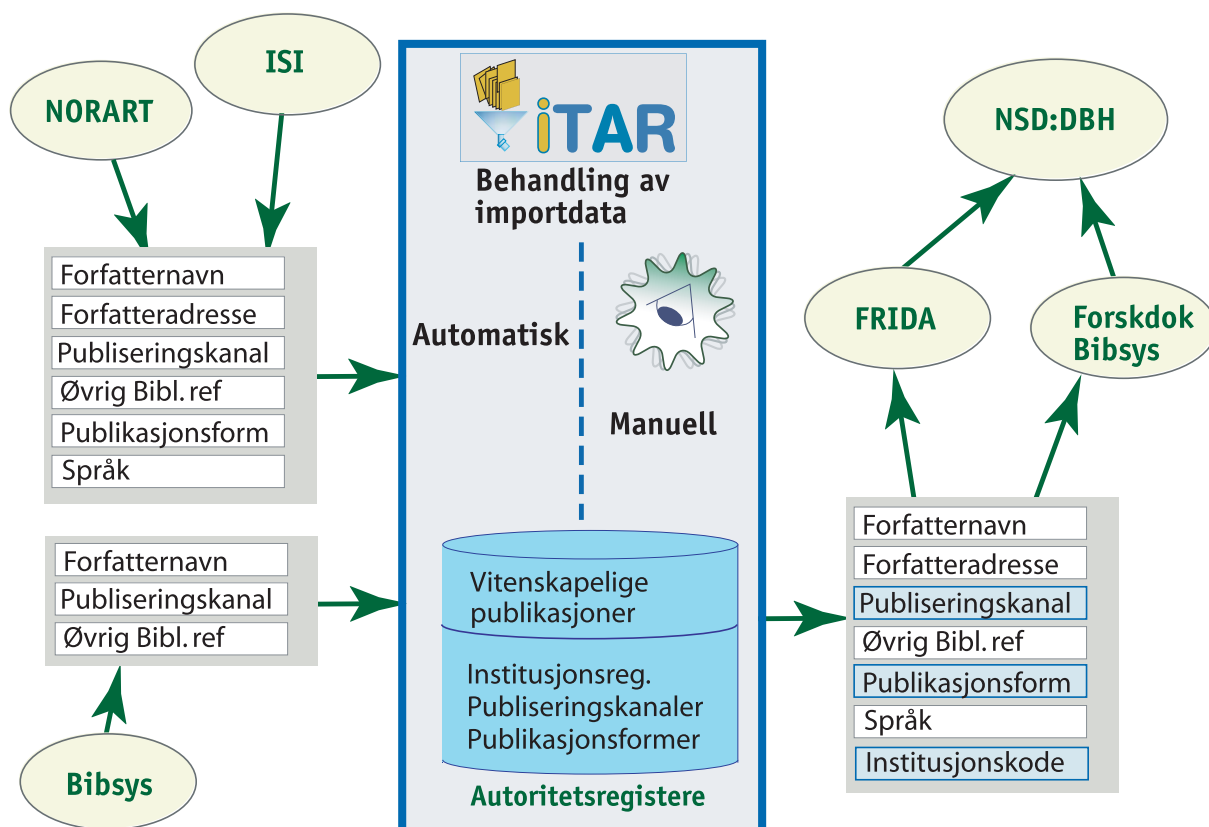 NORART
ISI
Forfatternavn
Forfatteradresse
Publiseringskanal
Øvrig Bibl. ref
Publikasjonsform
Språk
Forfatternavn
Publiseringskanal
Øvrig Bibl. ref
Bibsys
iTAR
Behandling av
importdata
Automatisk
Manuell
Vitenskapelige
publikasjoner
Institusjonsreg.
Publiseringskanaler
Publikasjonsformer
Autoritetsregistere
NSD:DBH
FRIDA
Forskdok
Bibsys
Forfatternavn
Forfatteradresse
Publiseringskanal
Øvrig Bibl. ref
Publikasjonsform
Språk
Institusjonskode